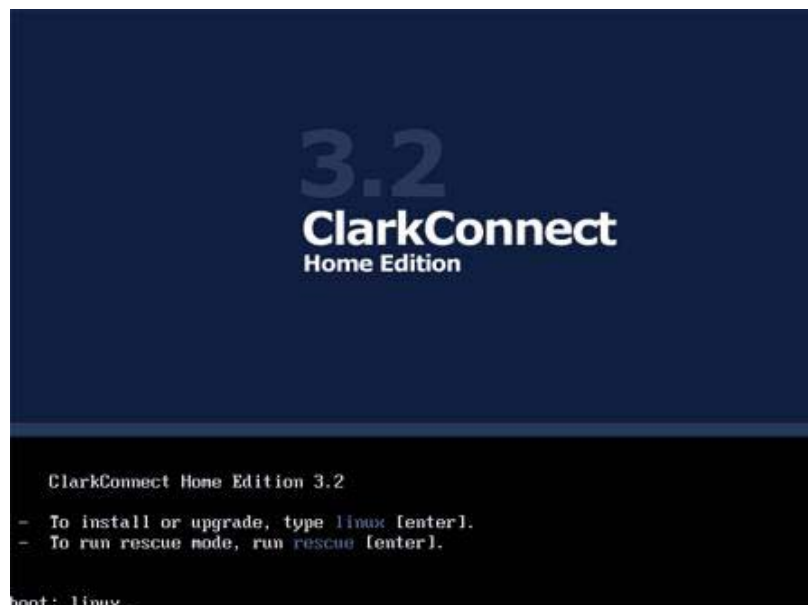 3.2
ClarkConnect
Home Edition
ClarkConnect Home Edition 3.2
- To install or upgrade, type linux [enter].
- To run rescue mode, run rescue [enter].
boot: linux